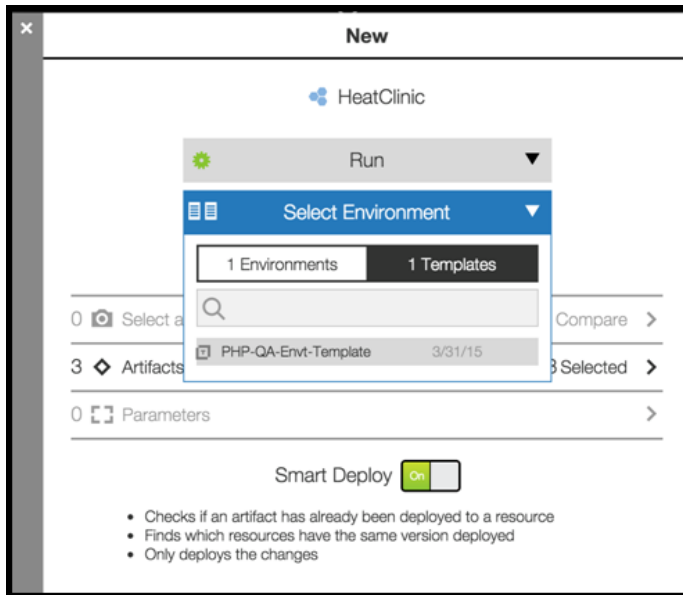 ×
New
HeatClinic
Run
Select Environment
1 Environments 1 Templates
0 Select a Compare
PHP-QA-Envt-Template 3/31/15
3 Artifacts 3 Selected
0 Parameters
Smart Deploy On
• Checks if an artifact has already been deployed to a resource
• Finds which resources have the same version deployed
• Only deploys the changes